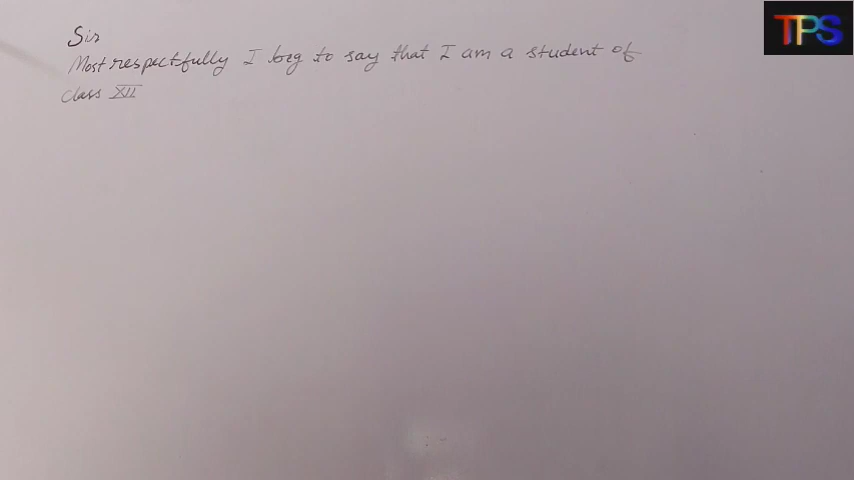 TPS
Sir
Most respectfully I beg to say that I am a student of
class XII